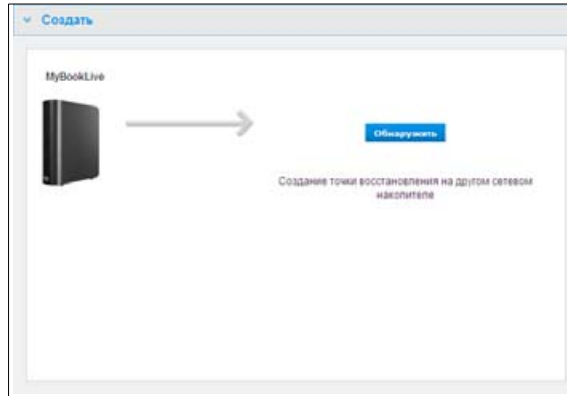 Создать
MyBookLive
Обнаружить
Создание точки восстановления на другом сетевом
накопителе